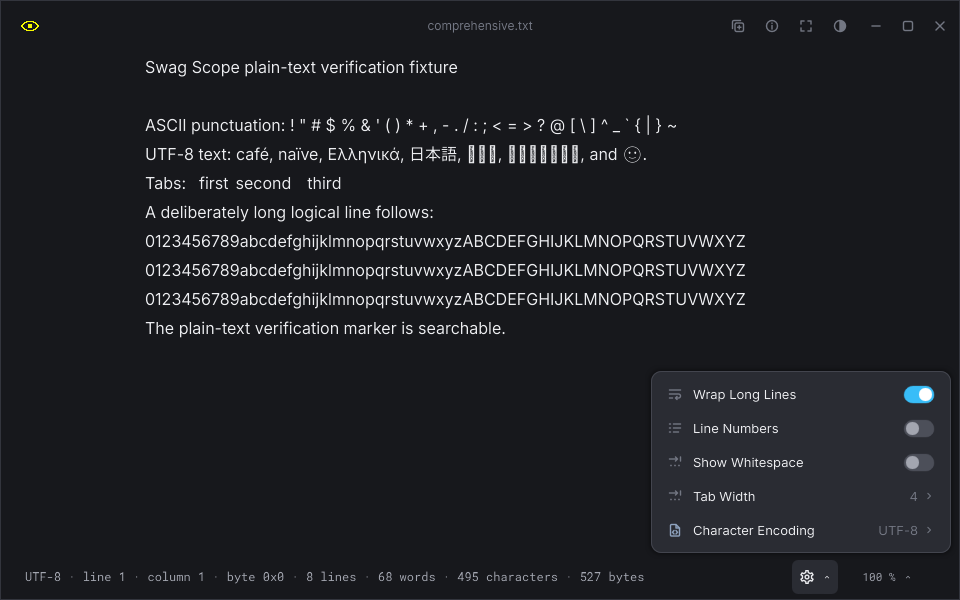 comprehensive.txt
Swag Scope plain-text verification fixture
ASCII punctuation: ! " # $ % & ' ( ) * + , - . / : ; < = > ? @ [ \ ] ^ _ ` { | } ~
UTF-8 text: café, naïve, Ελληνικά, 日本語, , , and 🙂.
Tabs: first second third
A deliberately long logical line follows:
0123456789abcdefghijklmnopqrstuvwxyzABCDEFGHIJKLMNOPQRSTUVWXYZ
0123456789abcdefghijklmnopqrstuvwxyzABCDEFGHIJKLMNOPQRSTUVWXYZ
0123456789abcdefghijklmnopqrstuvwxyzABCDEFGHIJKLMNOPQRSTUVWXYZ
The plain-text verification marker is searchable.
Wrap Long Lines
Line Numbers
Show Whitespace
Tab Width 4
Character Encoding UTF-8
UTF-8 · line 1 · column 1 · byte 0x0 · 8 lines · 68 words · 495 characters · 527 bytes
100 %